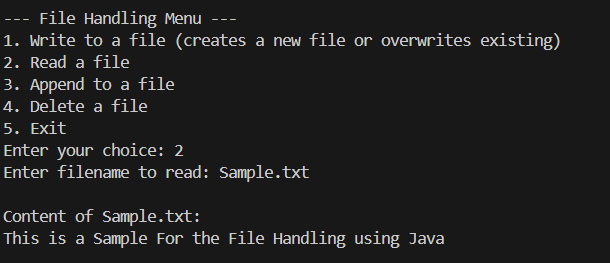 --- File Handling Menu ---
1. Write to a file (creates a new file or overwrites existing)
2. Read a file
3. Append to a file
4. Delete a file
5. Exit
Enter your choice: 2
Enter filename to read: Sample.txt
Content of Sample.txt:
This is a Sample For the File Handling using Java